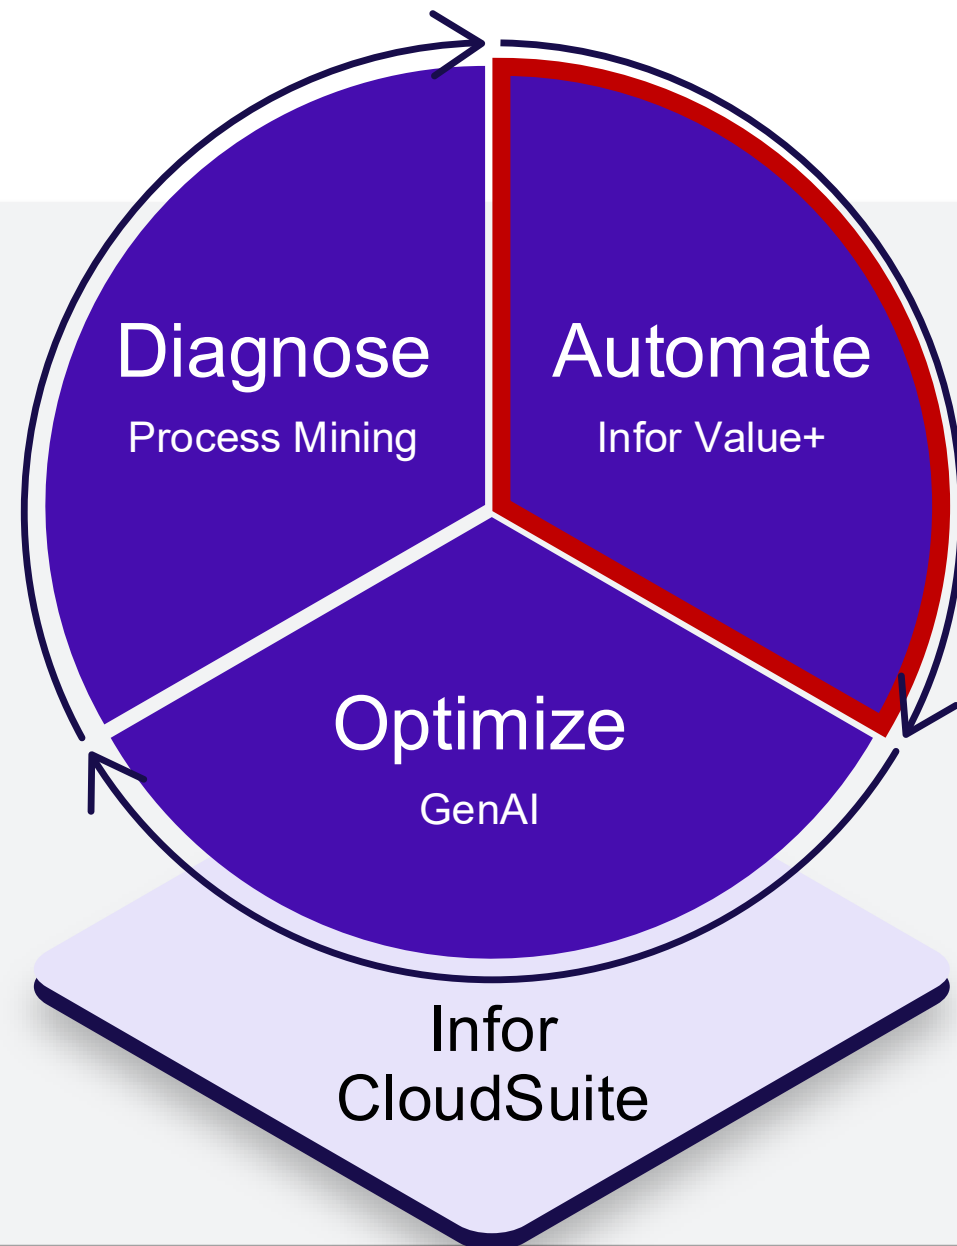 Diagnose
Process Mining
Automate
Infor Value+
Optimize
GenAI
Infor
CloudSuite